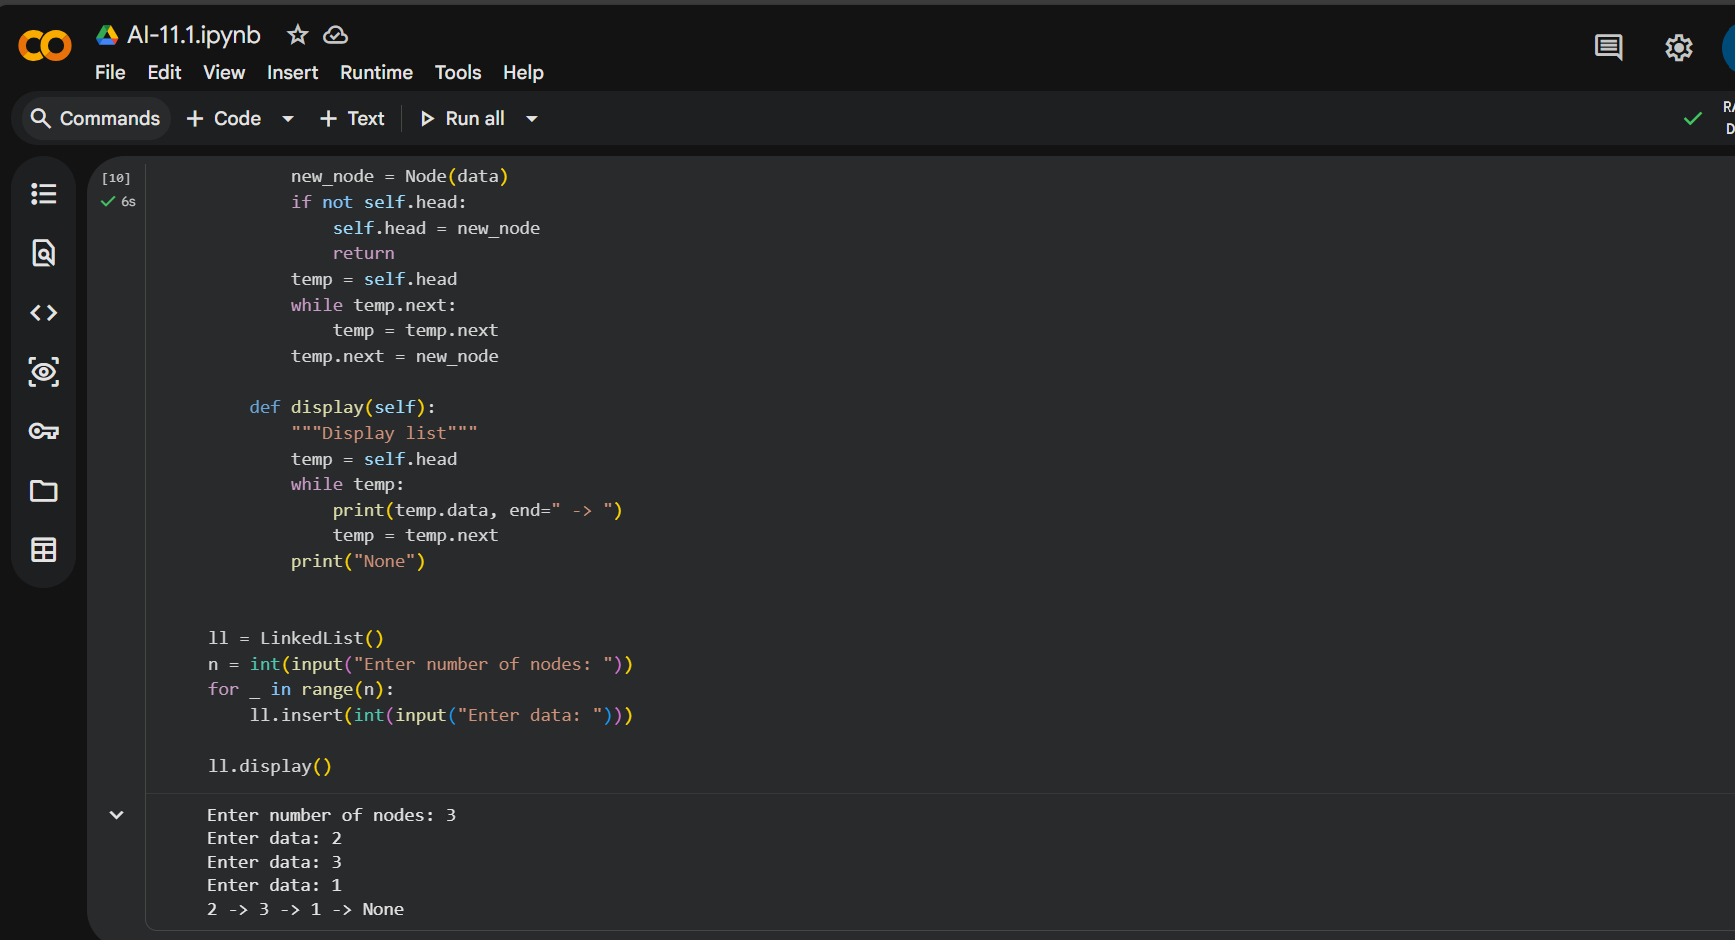 AI-11.1.ipynb
File Edit View Insert Runtime Tools Help
Commands + Code + Text Run all
[10]
6s
new_node = Node(data)
if not self.head:
self.head = new_node
return
temp = self.head
while temp.next:
temp = temp.next
temp.next = new_node
def display(self):
"""Display list"""
temp = self.head
while temp:
print(temp.data, end=" -> ")
temp = temp.next
print("None")
ll = LinkedList()
n = int(input("Enter number of nodes: "))
for _ in range(n):
ll.insert(int(input("Enter data: ")))
ll.display()
Enter number of nodes: 3
Enter data: 2
Enter data: 3
Enter data: 1
2 -> 3 -> 1 -> None